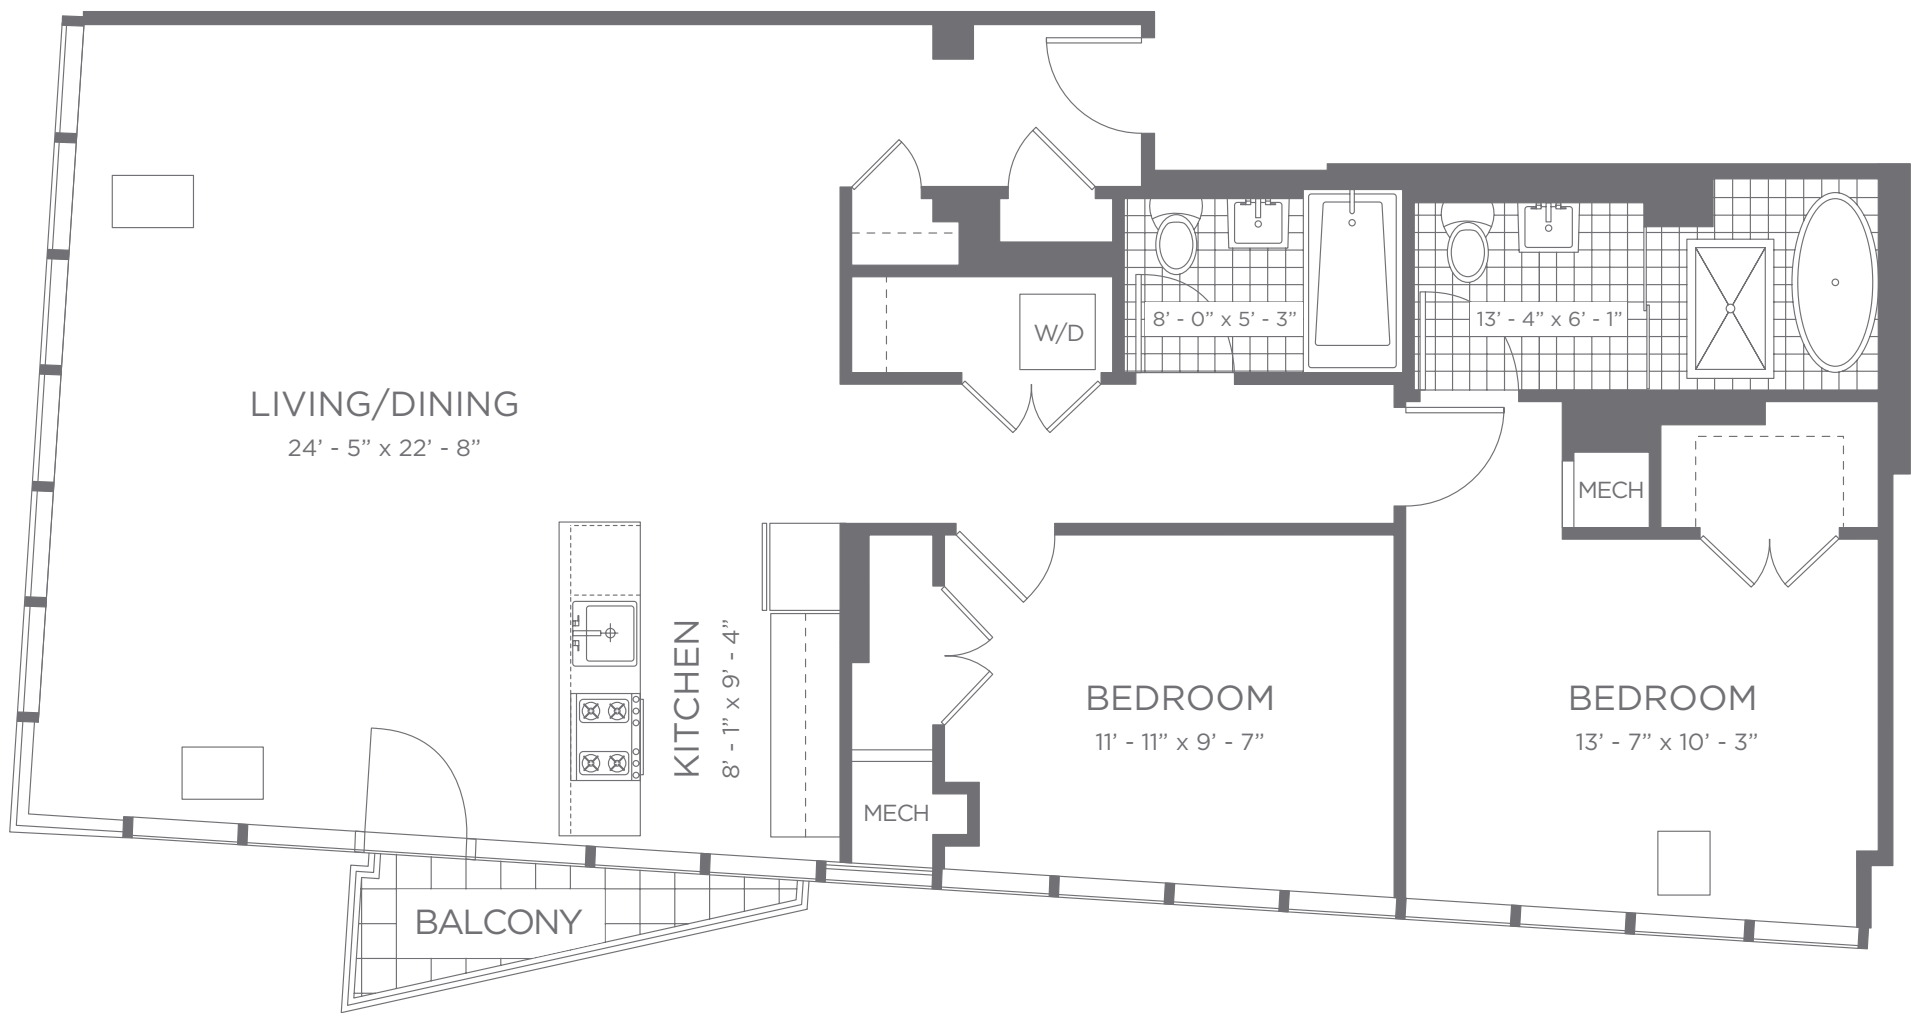 W/D
8' - 0” x 5' - 3”
13' - 4” x 6' - 1”
LIVING/DINING
24' - 5” x 22' - 8”
MECH
KITCHEN
8' - 1” x 9' - 4”
BEDROOM
11' - 11” x 9' - 7”
BEDROOM
13' - 7” x 10' - 3”
MECH
BALCONY